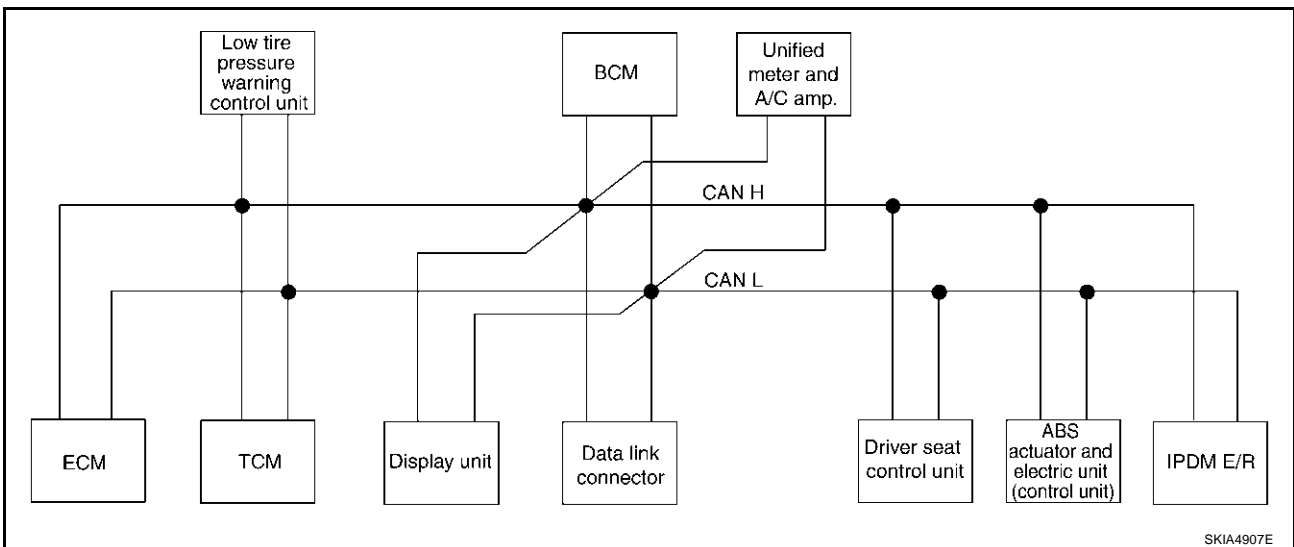 Low tire
pressure
warning
control unit
BCM
Unified
meter and
A/C amp.
CAN H
CAN L
ECM
TCM
Display unit
Data link
connector
Driver seat
control unit
ABS
actuator and
electric unit
(control unit)
IPDM E/R
SKIA4907E